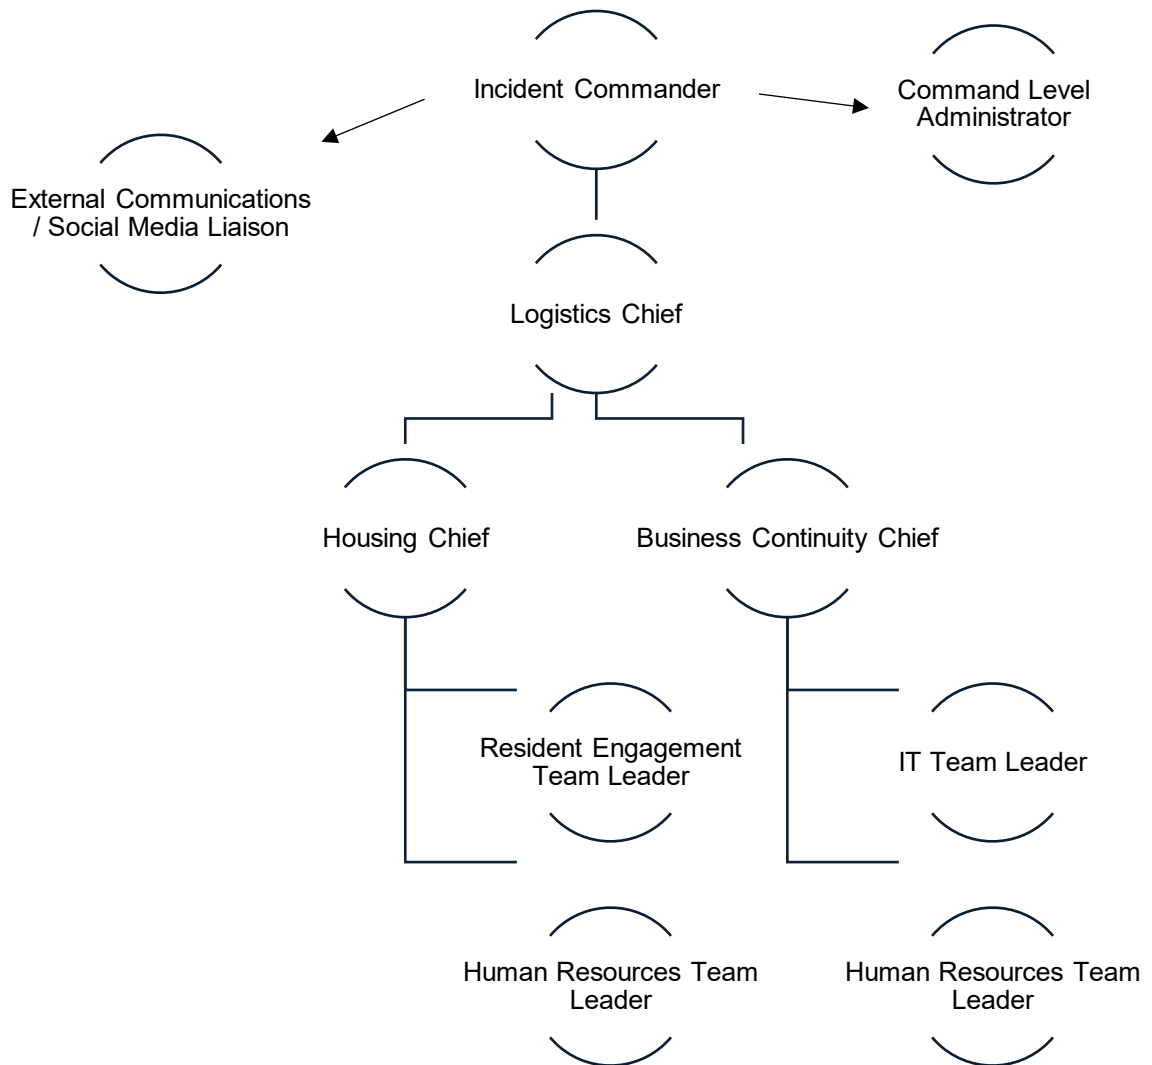 Incident Commander
Command Level
Administrator
External Communications
/ Social Media Liaison
Logistics Chief
Housing Chief
Business Continuity Chief
Resident Engagement
Team Leader
IT Team Leader
Human Resources Team
Leader
Human Resources Team
Leader